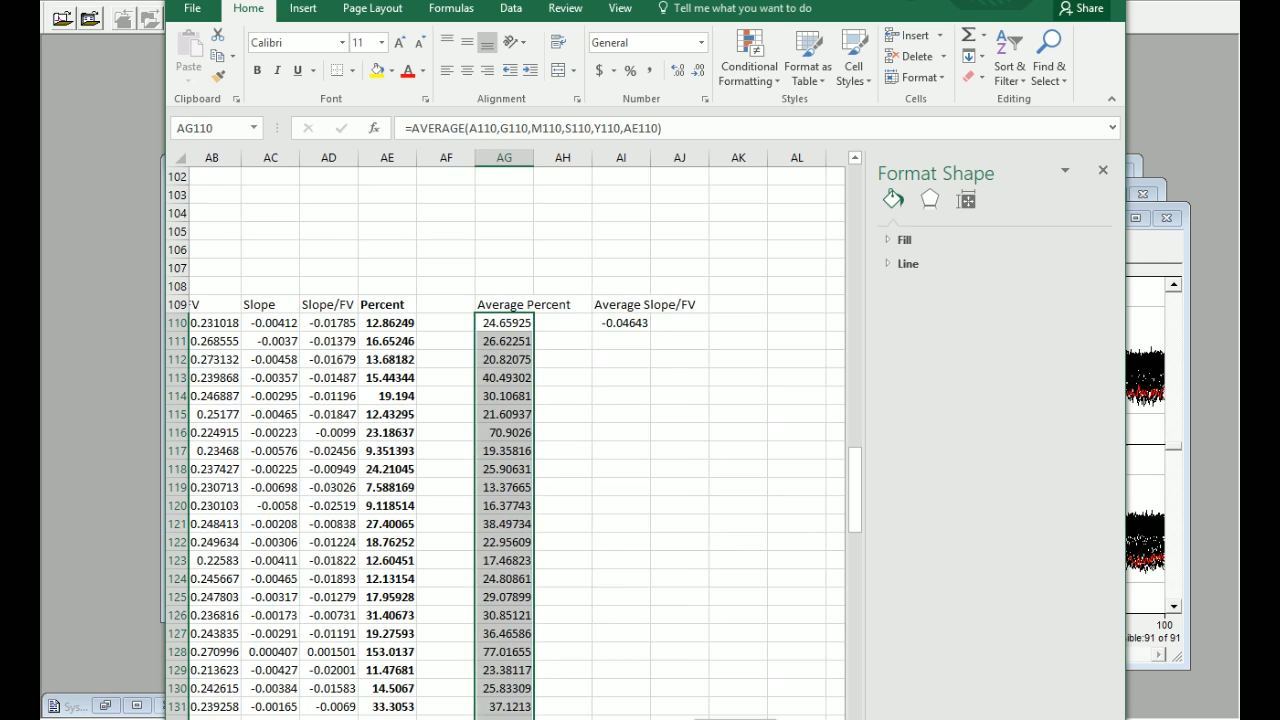 File Home Insert Page Layout Formulas Data Review View Tell me what you want to do Share
Paste Calibri 11 General Conditional Formatting Format as Table Cell Styles Insert Delete Format Sort & Filter Find & Select
B I U A $ % ,
Clipboard Font Alignment Number Styles Cells Editing
AG110 fx =AVERAGE(A110,G110,M110,S110,Y110,AE110)
AB AC AD AE AF AG AH AI AJ AK AL
102
103
104
105
106
107
108
109 FV Slope Slope/FV Percent Average Percent Average Slope/FV
110 0.231018 -0.00412 -0.01785 12.86249 24.65925 -0.04643
111 0.268555 -0.0037 -0.01379 16.65246 26.62251
112 0.273132 -0.00458 -0.01679 13.68182 20.82075
113 0.239868 -0.00357 -0.01487 15.44344 40.49302
114 0.246887 -0.00295 -0.01196 19.194 30.10681
115 0.25177 -0.00465 -0.01847 12.43295 21.60937
116 0.224915 -0.00223 -0.0099 23.18637 70.9026
117 0.23468 -0.00576 -0.02456 9.351393 19.35816
118 0.237427 -0.00225 -0.00949 24.21045 25.90631
119 0.230713 -0.00698 -0.03026 7.588169 13.37665
120 0.230103 -0.0058 -0.02519 9.118514 16.37743
121 0.248413 -0.00208 -0.00838 27.40065 38.49734
122 0.249634 -0.00306 -0.01224 18.76252 22.95609
123 0.22583 -0.00411 -0.01822 12.60451 17.46823
124 0.245667 -0.00465 -0.01893 12.13154 24.80861
125 0.247803 -0.00317 -0.01279 17.95928 29.07899
126 0.236816 -0.00173 -0.00731 31.40673 30.85121
127 0.243835 -0.00291 -0.01191 19.27593 36.46586
128 0.270996 0.000407 0.001501 153.0137 77.01655
129 0.213623 -0.00427 -0.02001 11.47681 23.38117
130 0.242615 -0.00384 -0.01583 14.5067 25.83309
131 0.239258 -0.00165 -0.0069 33.3053 37.1213
Format Shape
Fill
Line
100
ible:91 of 91
Sys...